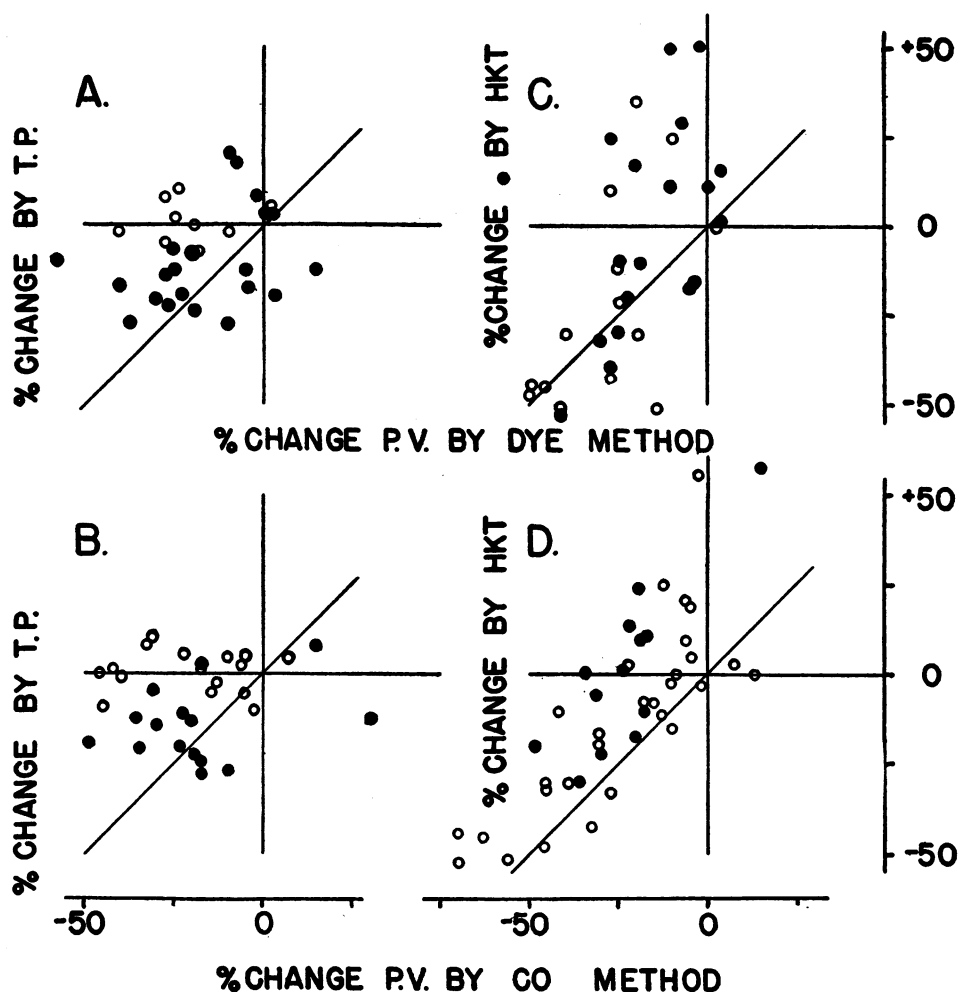 A.
% CHANGE BY T.P.
C.
% CHANGE • BY HKT
+50
0
-50
% CHANGE P.V. BY DYE METHOD
B.
% CHANGE BY T.P.
D.
% CHANGE BY HKT
+50
0
-50
-50 0 -50 0
% CHANGE P.V. BY CO METHOD